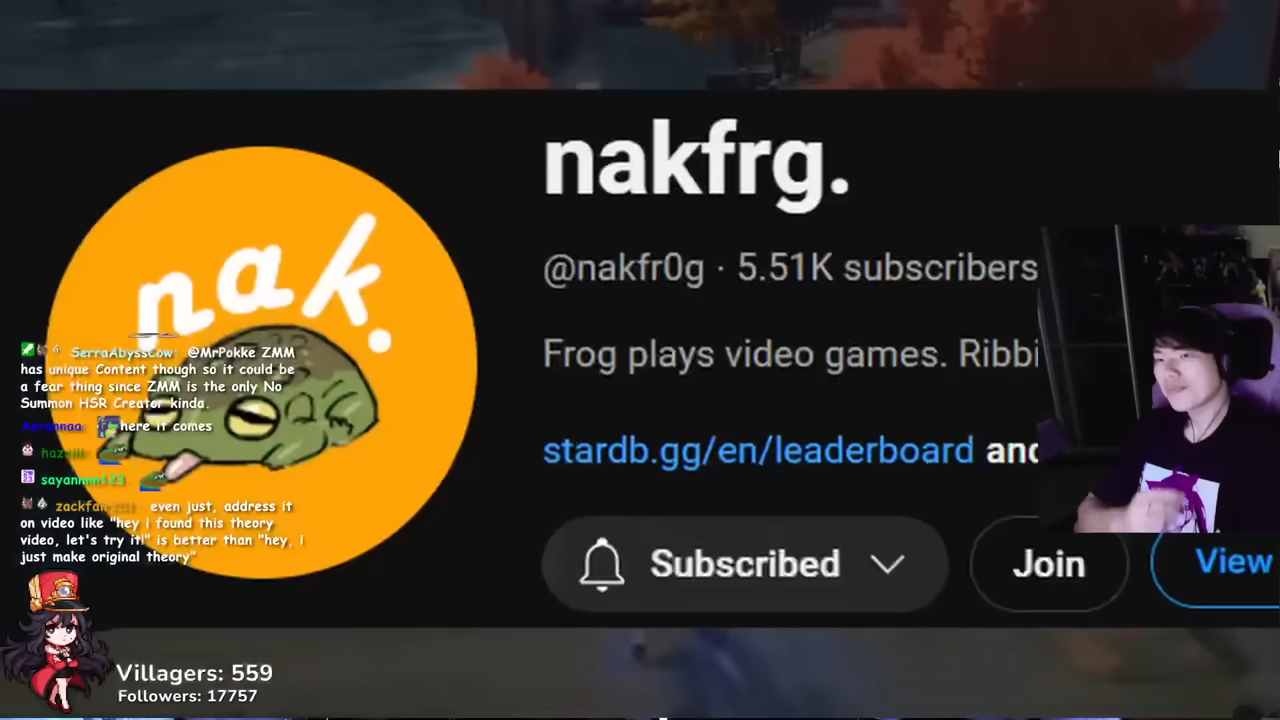 nakfrg.
nak.
@nakfr0g · 5.51K subscribers
Frog plays video games. Ribbi
stardb.gg/en/leaderboard and
Subscribed
Join
View
SerraAbyssCow: @MrPokke ZMM
has unique Content though so it could be
a fear thing since ZMM is the only No
Summon HSR Creator kinda.
here it comes
sayannnn123
even just, address it
on video like "hey i found this theory
video, let's try it!" is better than "hey, i
just make original theory"
Villagers: 559
Followers: 17757